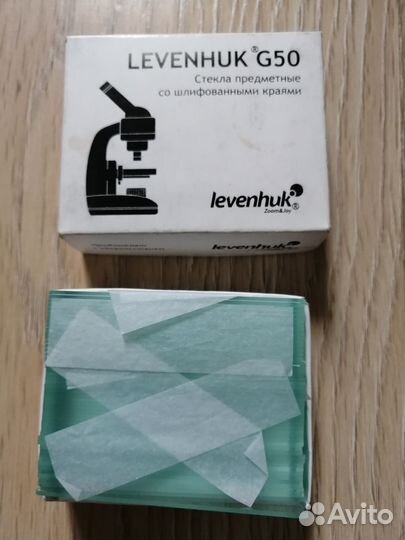 LEVENHUK® G50
Стекла предметные
со шлифованными краями
levenhuk®
Zoom&Joy
Avito